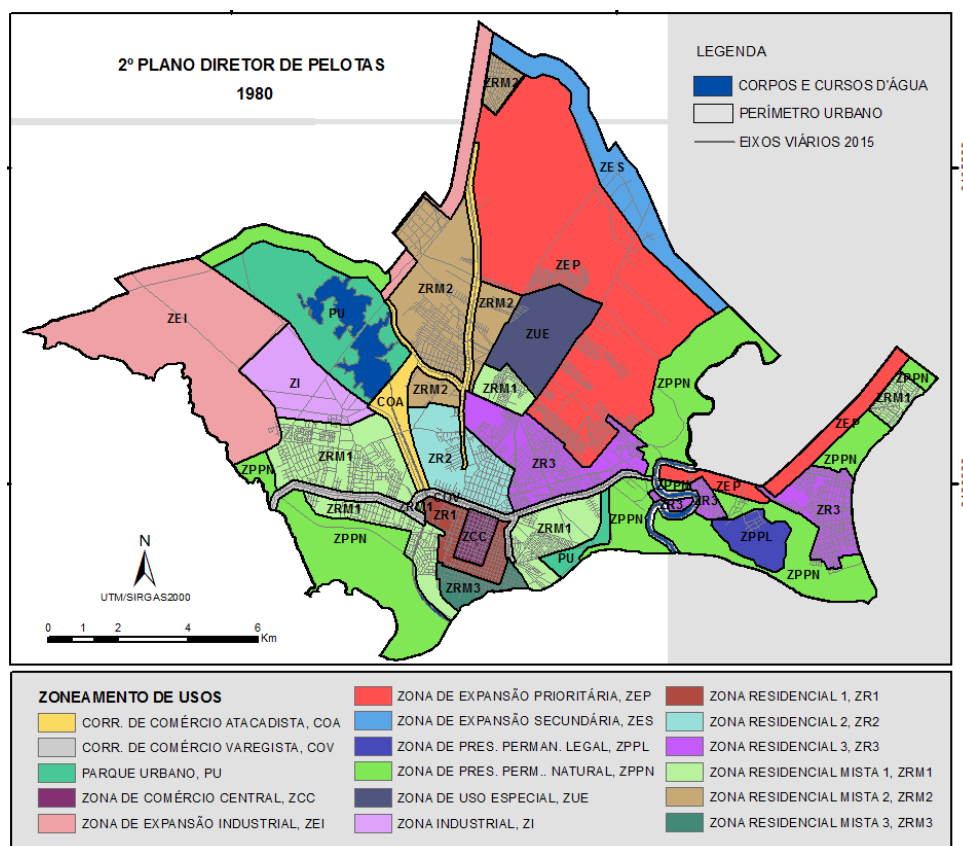 2º PLANO DIRETOR DE PELOTAS
1980
LEGENDA
CORPOS E CURSOS D'ÁGUA
PERÍMETRO URBANO
EIXOS VIÁRIOS 2015
ZRM2
ZES
ZEP
ZRM2
ZRM2
PU
ZEI
ZUE
ZI
ZRM1
ZPPN
ZPPN
COA
ZRM2
ZRM1
ZEP
ZRM1
ZR2
ZR3
ZPPN
ZPPN
ZPPN
ZEP
ZRM1
COV
ZR1
ZR3
ZR3
ZR3
ZCC
ZRM1
ZPPN
ZPPL
ZPPN
PU
ZPPN
ZRM3
N
UTM/SIRGAS2000
0 1 2 4 6
Km
ZONEAMENTO DE USOS
CORR. DE COMÉRCIO ATACADISTA, COA
CORR. DE COMÉRCIO VAREGISTA, COV
PARQUE URBANO, PU
ZONA DE COMÉRCIO CENTRAL, ZCC
ZONA DE EXPANSÃO INDUSTRIAL, ZEI
ZONA DE EXPANSÃO PRIORITÁRIA, ZEP
ZONA DE EXPANSÃO SECUNDÁRIA, ZES
ZONA DE PRES. PERMAN. LEGAL, ZPPL
ZONA DE PRES. PERM.. NATURAL, ZPPN
ZONA DE USO ESPECIAL, ZUE
ZONA INDUSTRIAL, ZI
ZONA RESIDENCIAL 1, ZR1
ZONA RESIDENCIAL 2, ZR2
ZONA RESIDENCIAL 3, ZR3
ZONA RESIDENCIAL MISTA 1, ZRM1
ZONA RESIDENCIAL MISTA 2, ZRM2
ZONA RESIDENCIAL MISTA 3, ZRM3